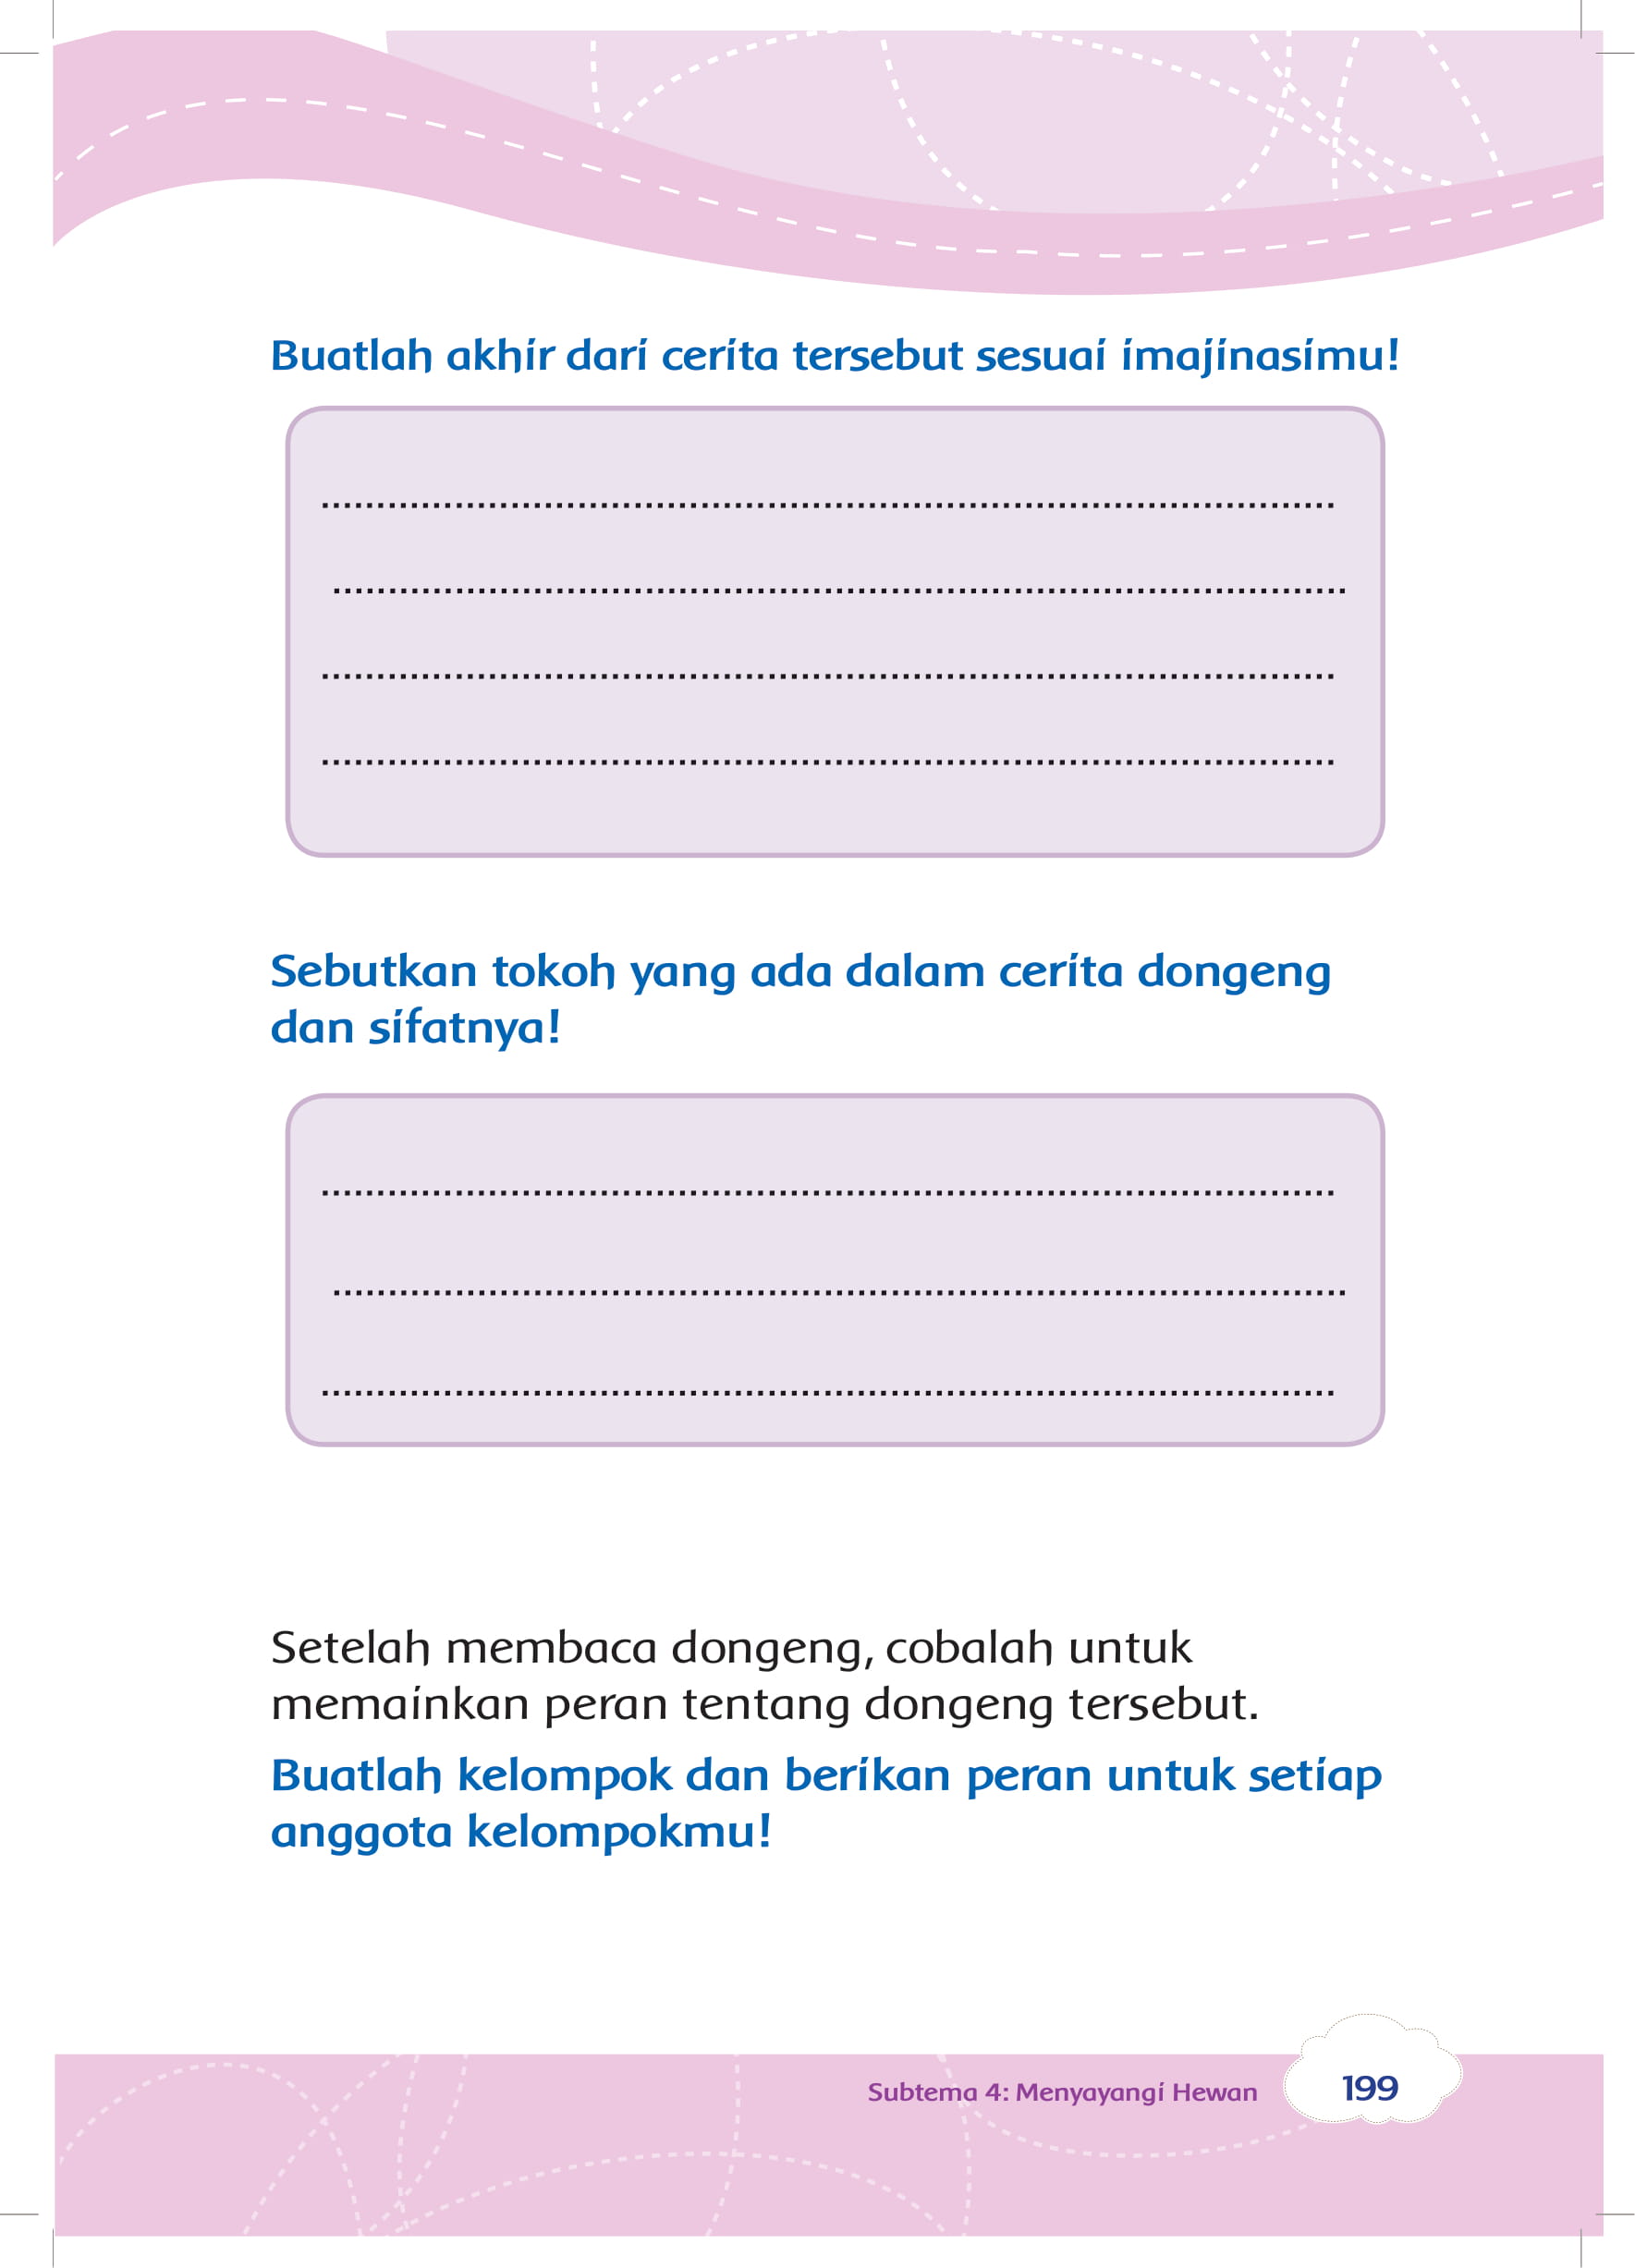 Buatlah akhir dari cerita tersebut sesuai imajinasimu!
Sebutkan tokoh yang ada dalam cerita dongeng
dan sifatnya!
Setelah membaca dongeng, cobalah untuk
memainkan peran tentang dongeng tersebut.
Buatlah kelompok dan berikan peran untuk setiap
anggota kelompokmu!
Subtema 4: Menyayangi Hewan
199